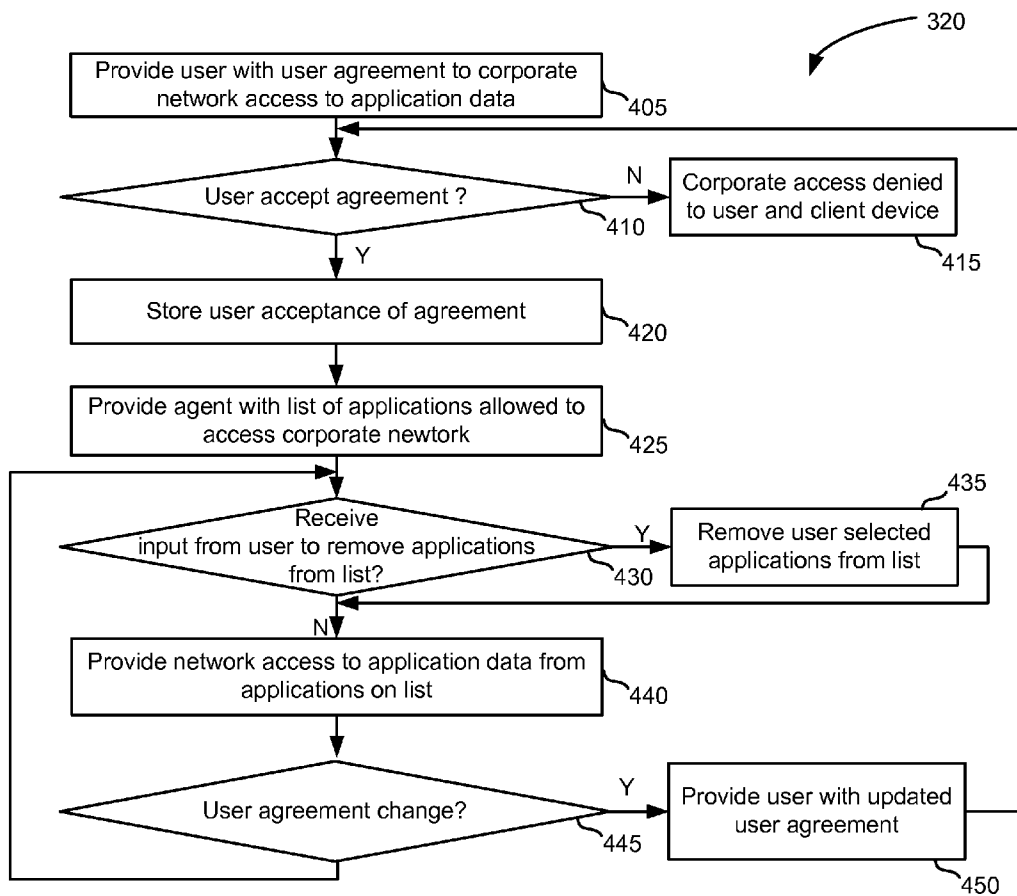 320
Provide user with user agreement to corporate
network access to application data
405
User accept agreement ?
410
N
Corporate access denied
to user and client device
415
Y
Store user acceptance of agreement
420
Provide agent with list of applications allowed to
access corporate newtork
425
Receive
input from user to remove applications
from list?
430
Y
435
Remove user selected
applications from list
N
Provide network access to application data from
applications on list
440
User agreement change?
445
Y
Provide user with updated
user agreement
450